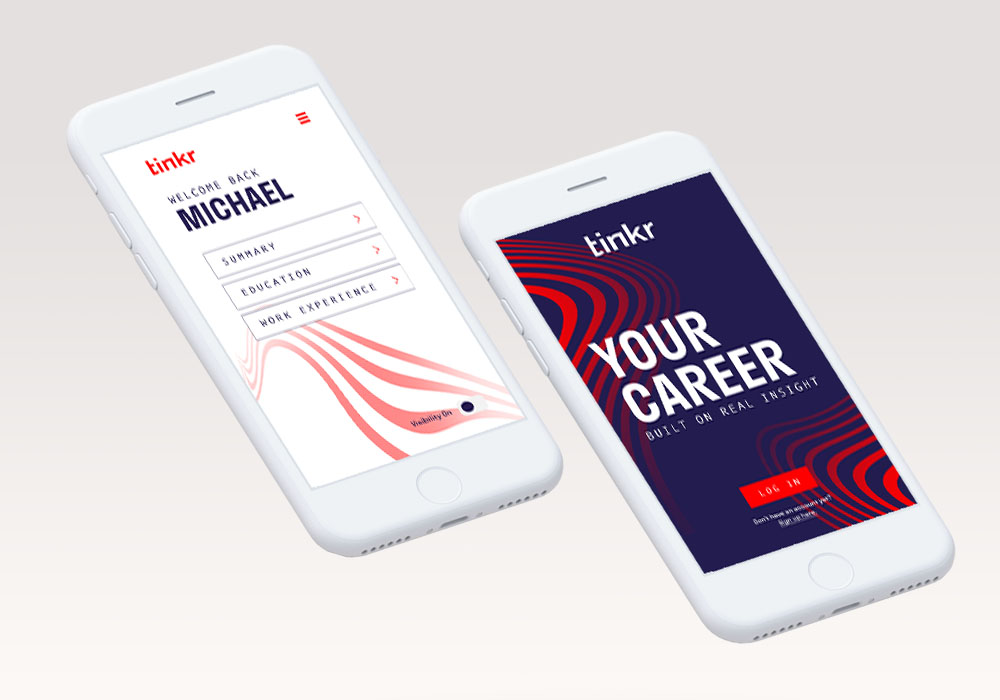 tinkr
WELCOME BACK
MICHAEL
SUMMARY
EDUCATION
WORK EXPERIENCE
Visibility On
tinkr
YOUR
CAREER
BUILT ON REAL INSIGHT
LOG IN
Don't have an account yet?
Sign up here.